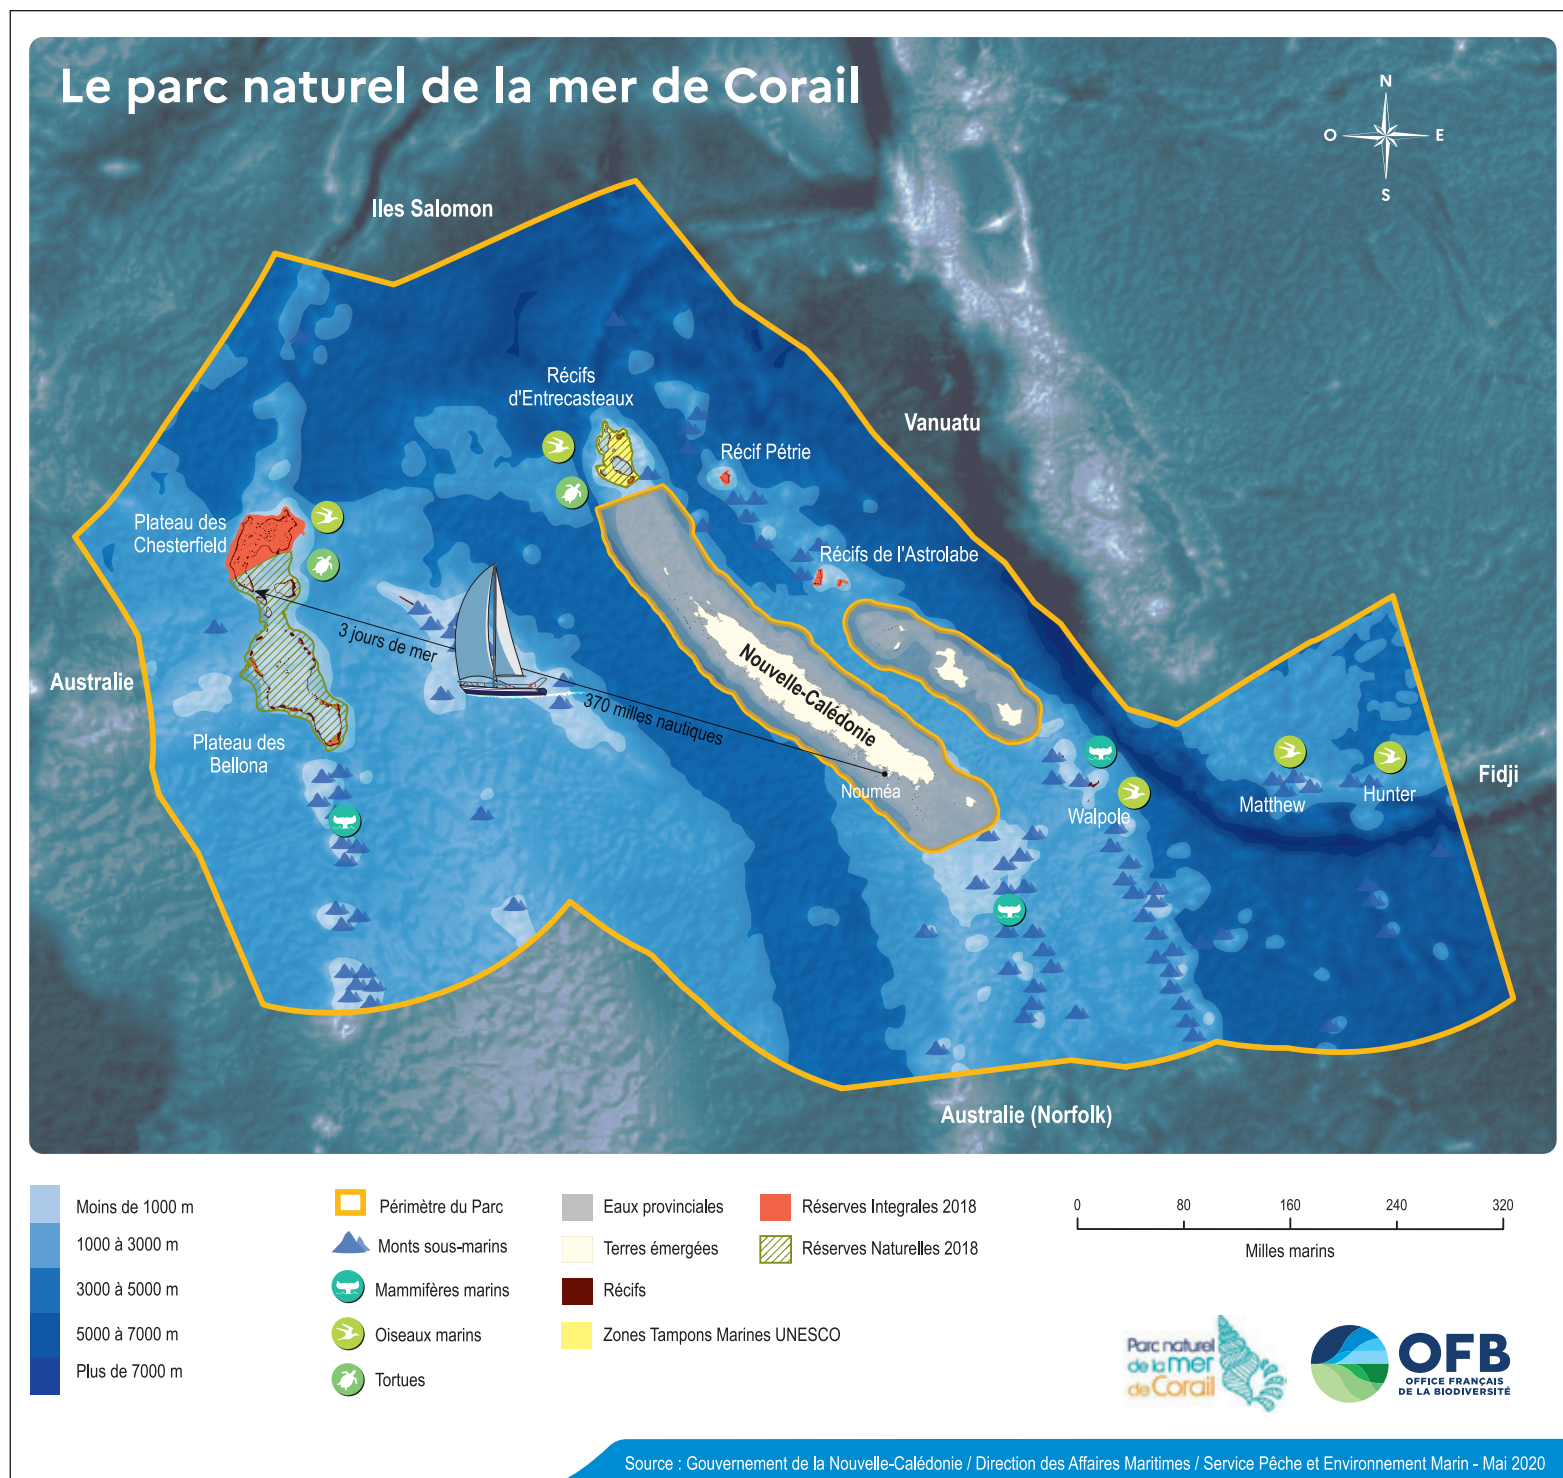 Le parc naturel de la mer de Corail
N
O
E
S
Iles Salomon
Récifs
d'Entrecasteaux
Vanuatu
Récif Pétrie
Plateau des
Chesterfield
Récifs de l'Astrolabe
3 jours de mer
Australie
Nouvelle-Calédonie
370 milles nautiques
Plateau des
Bellona
Nouméa
Walpole
Matthew
Hunter
Fidji
Australie (Norfolk)
Moins de 1000 m
1000 à 3000 m
3000 à 5000 m
5000 à 7000 m
Plus de 7000 m
Périmètre du Parc
Monts sous-marins
Mammifères marins
Oiseaux marins
Tortues
Eaux provinciales
Terres émergées
Récifs
Zones Tampons Marines UNESCO
Réserves Integrales 2018
Réserves Naturelles 2018
0
80
160
240
320
Milles marins
Parc naturel
de la mer
de Corail
OFB
OFFICE FRANÇAIS
DE LA BIODIVERSITÉ
Source : Gouvernement de la Nouvelle-Calédonie / Direction des Affaires Maritimes / Service Pêche et Environnement Marin - Mai 2020